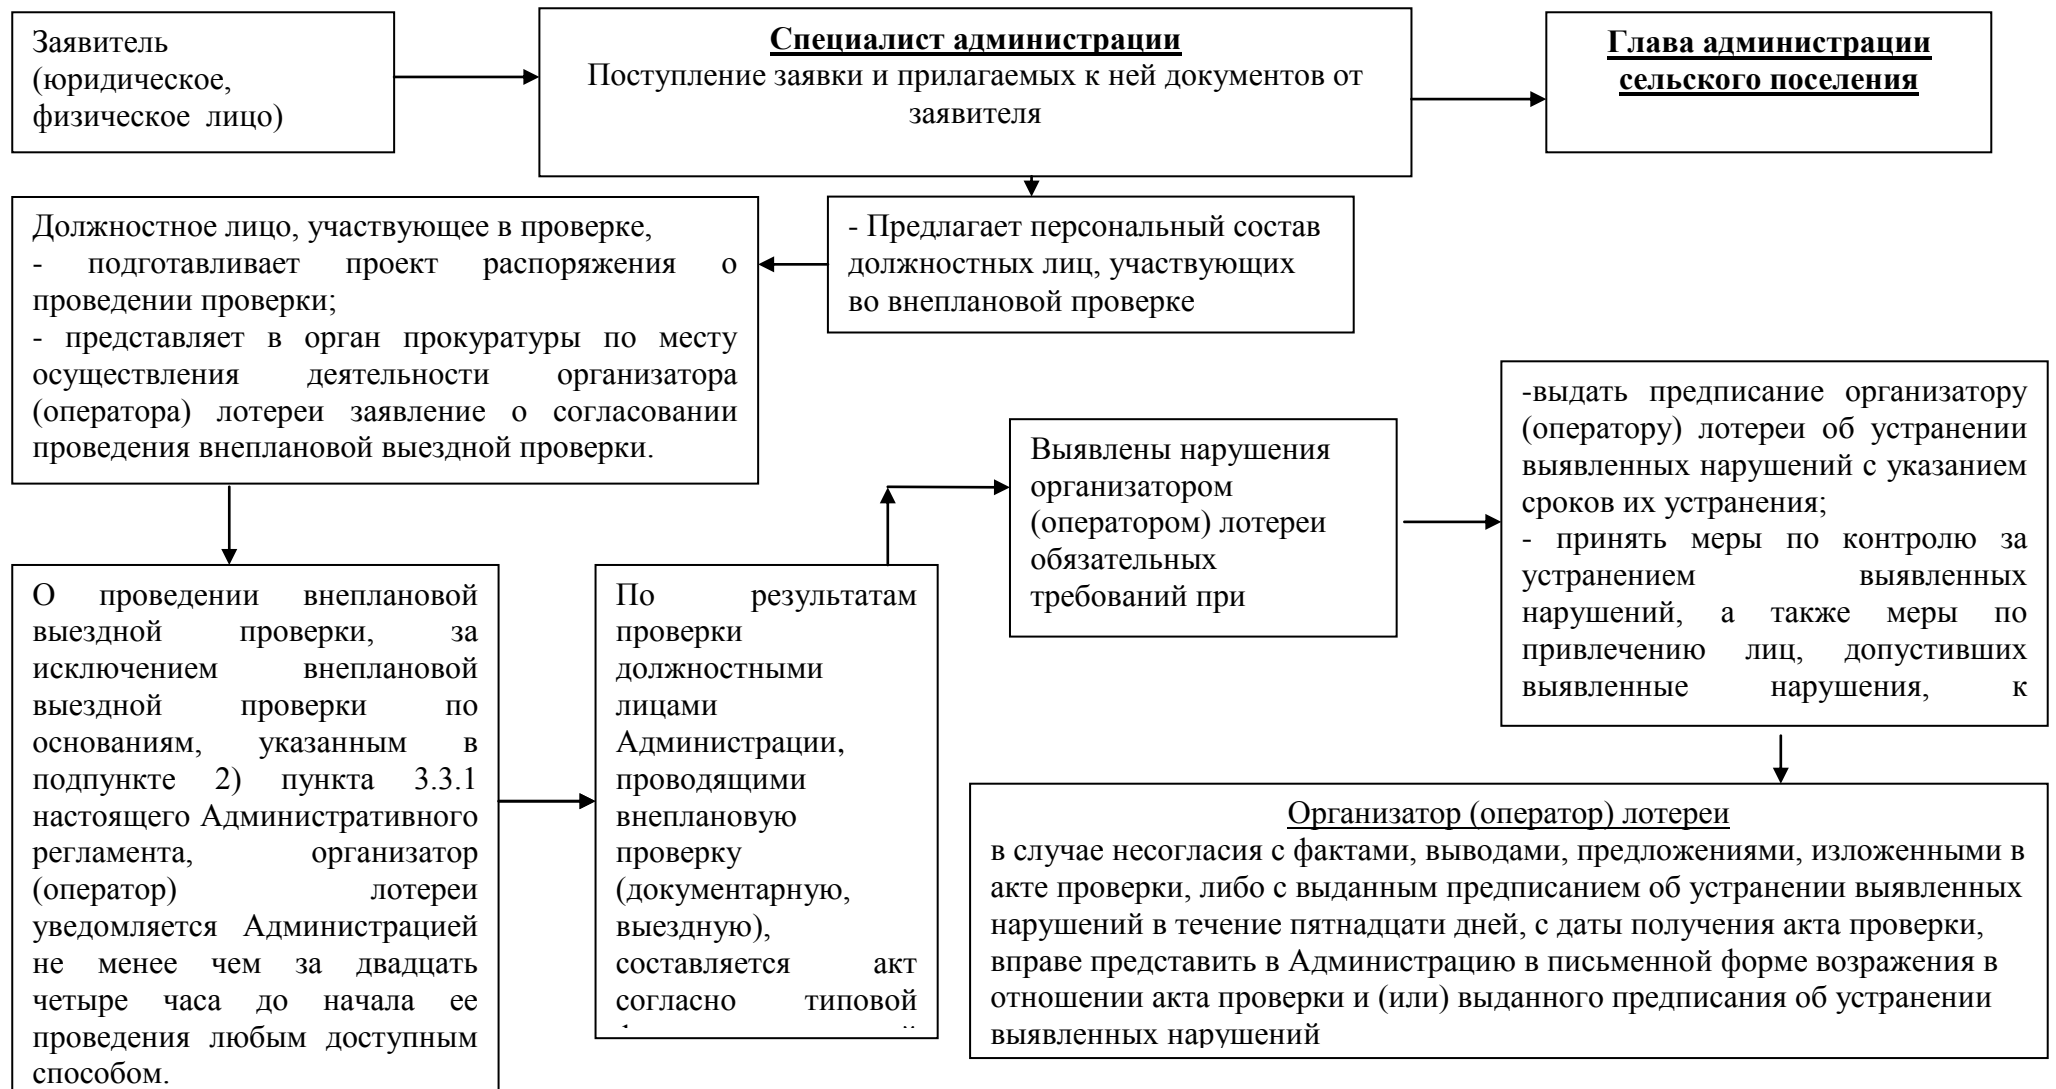 Заявитель
(юридическое,
физическое лицо)
Специалист администрации
Поступление заявки и прилагаемых к ней документов от
заявителя
Глава администрации
сельского поселения
Должностное лицо, участвующее в проверке,
- подготавливает проект распоряжения о
проведении проверки;
- представляет в орган прокуратуры по месту
осуществления деятельности организатора
(оператора) лотереи заявление о согласовании
проведения внеплановой выездной проверки.
- Предлагает персональный состав
должностных лиц, участвующих
во внеплановой проверке
О проведении внеплановой
выездной проверки, за
исключением внеплановой
выездной проверки по
основаниям, указанным в
подпункте 2) пункта 3.3.1
настоящего Административного
регламента, организатор
(оператор) лотереи
уведомляется Администрацией
не менее чем за двадцать
четыре часа до начала ее
проведения любым доступным
способом.
По результатам
проверки
должностными
лицами
Администрации,
проводящими
внеплановую
проверку
(документарную,
выездную),
составляется акт
согласно типовой
Выявлены нарушения
организатором
(оператором) лотереи
обязательных
требований при
-выдать предписание организатору
(оператору) лотереи об устранении
выявленных нарушений с указанием
сроков их устранения;
- принять меры по контролю за
устранением выявленных
нарушений, а также меры по
привлечению лиц, допустивших
выявленные нарушения, к
Организатор (оператор) лотереи
в случае несогласия с фактами, выводами, предложениями, изложенными в
акте проверки, либо с выданным предписанием об устранении выявленных
нарушений в течение пятнадцати дней, с даты получения акта проверки,
вправе представить в Администрацию в письменной форме возражения в
отношении акта проверки и (или) выданного предписания об устранении
выявленных нарушений